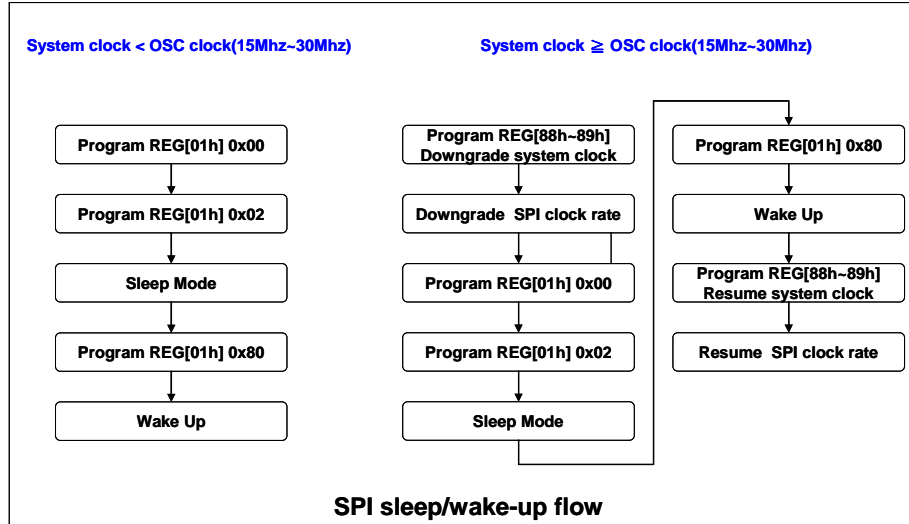 System clock < OSC clock(15Mhz~30Mhz)
Program REG[01h] 0x00
Program REG[01h] 0x02
Sleep Mode
Program REG[01h] 0x80
Wake Up
System clock ≧ OSC clock(15Mhz~30Mhz)
Program REG[88h~89h]
Downgrade system clock
Downgrade SPI clock rate
Program REG[01h] 0x00
Program REG[01h] 0x02
Sleep Mode
Program REG[01h] 0x80
Wake Up
Program REG[88h~89h]
Resume system clock
Resume SPI clock rate
SPI sleep/wake-up flow